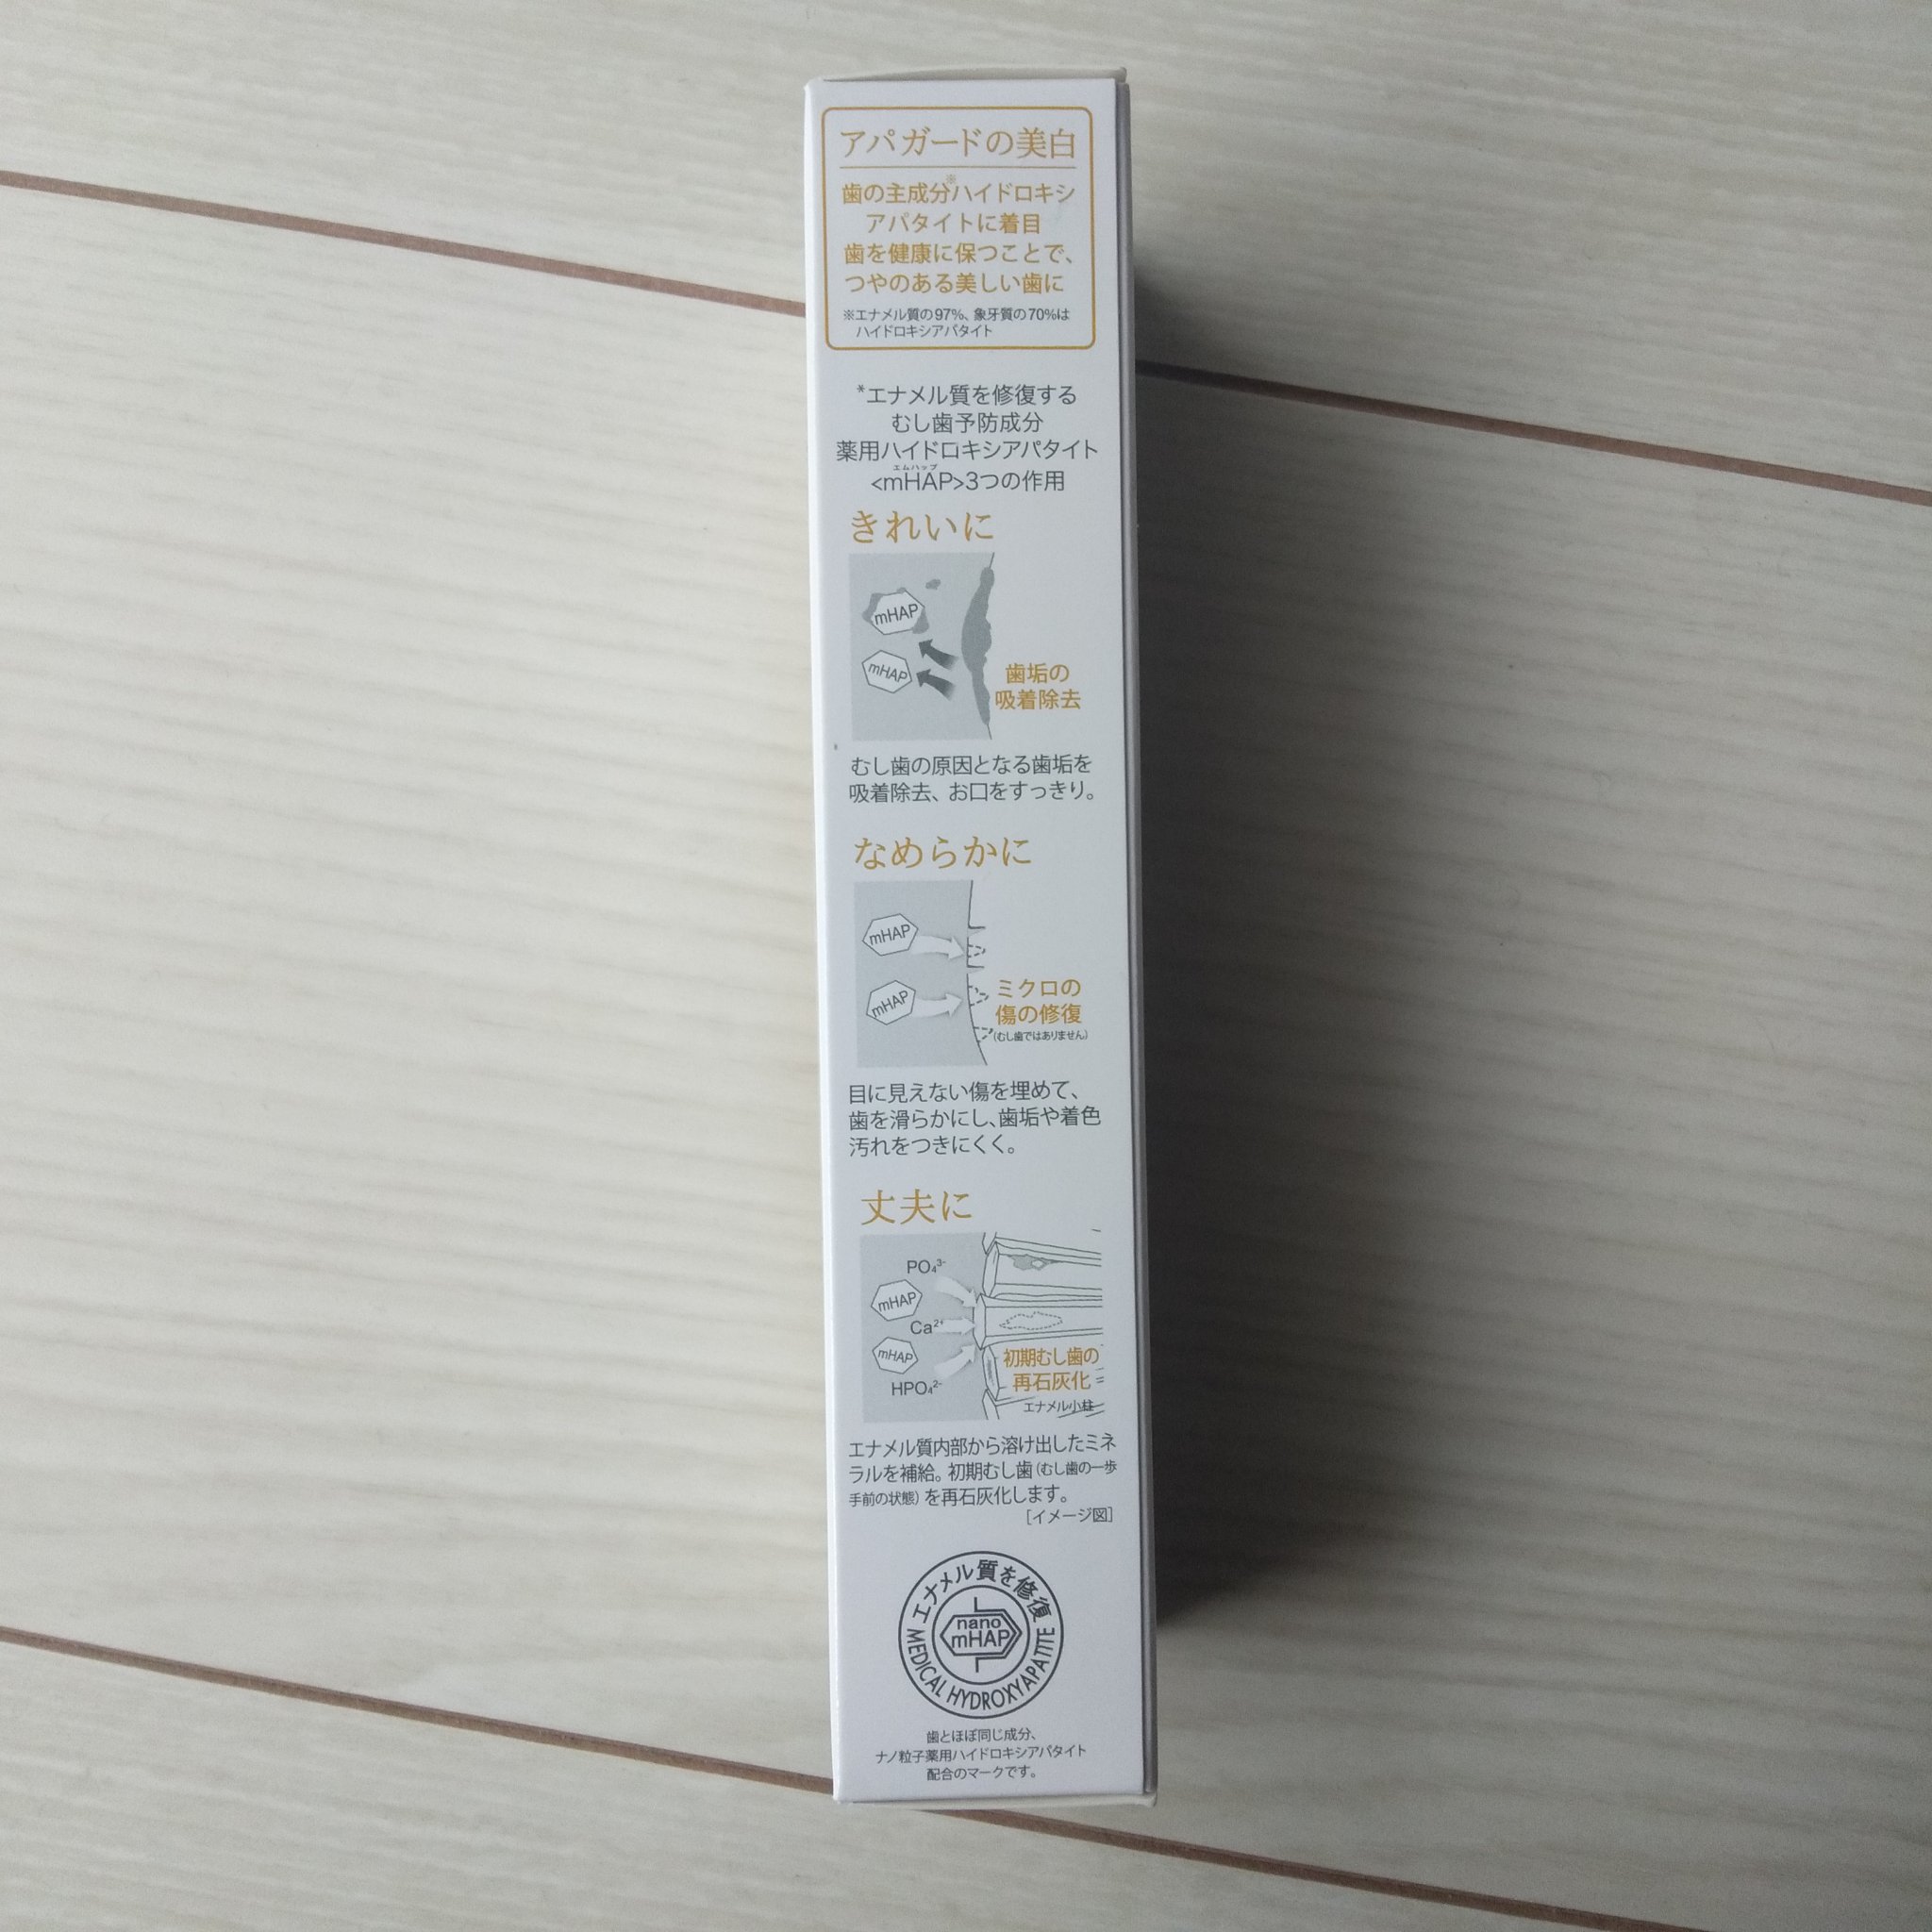 アパガードの美白
歯の主成分※ハイドロキシ
アパタイトに着目
歯を健康に保つことで、
つやのある美しい歯に
※エナメル質の97%、象牙質の70%は
ハイドロキシアパタイト
*エナメル質を修復する
むし歯予防成分
薬用ハイドロキシアパタイト
エムハップ
<mHAP>3つの作用
きれいに
mHAP
mHAP
歯垢の
吸着除去
むし歯の原因となる歯垢を
吸着除去、お口をすっきり。
なめらかに
mHAP
mHAP
ミクロの
傷の修復
(むし歯ではありません)
目に見えない傷を埋めて、
歯を滑らかにし、歯垢や着色
汚れをつきにくく。
丈夫に
PO₄³⁻
mHAP
Ca²⁺
mHAP
HPO₄²⁻
初期むし歯の
再石灰化
エナメル小柱
エナメル質内部から溶け出したミネ
ラルを補給。初期むし歯(むし歯の一歩
手前の状態)を再石灰化します。
[イメージ図]
エナメル質を修復
nano
mHAP
MEDICAL HYDROXYAPATITE
歯とほぼ同じ成分、
ナノ粒子薬用ハイドロキシアパタイト
配合のマークです。